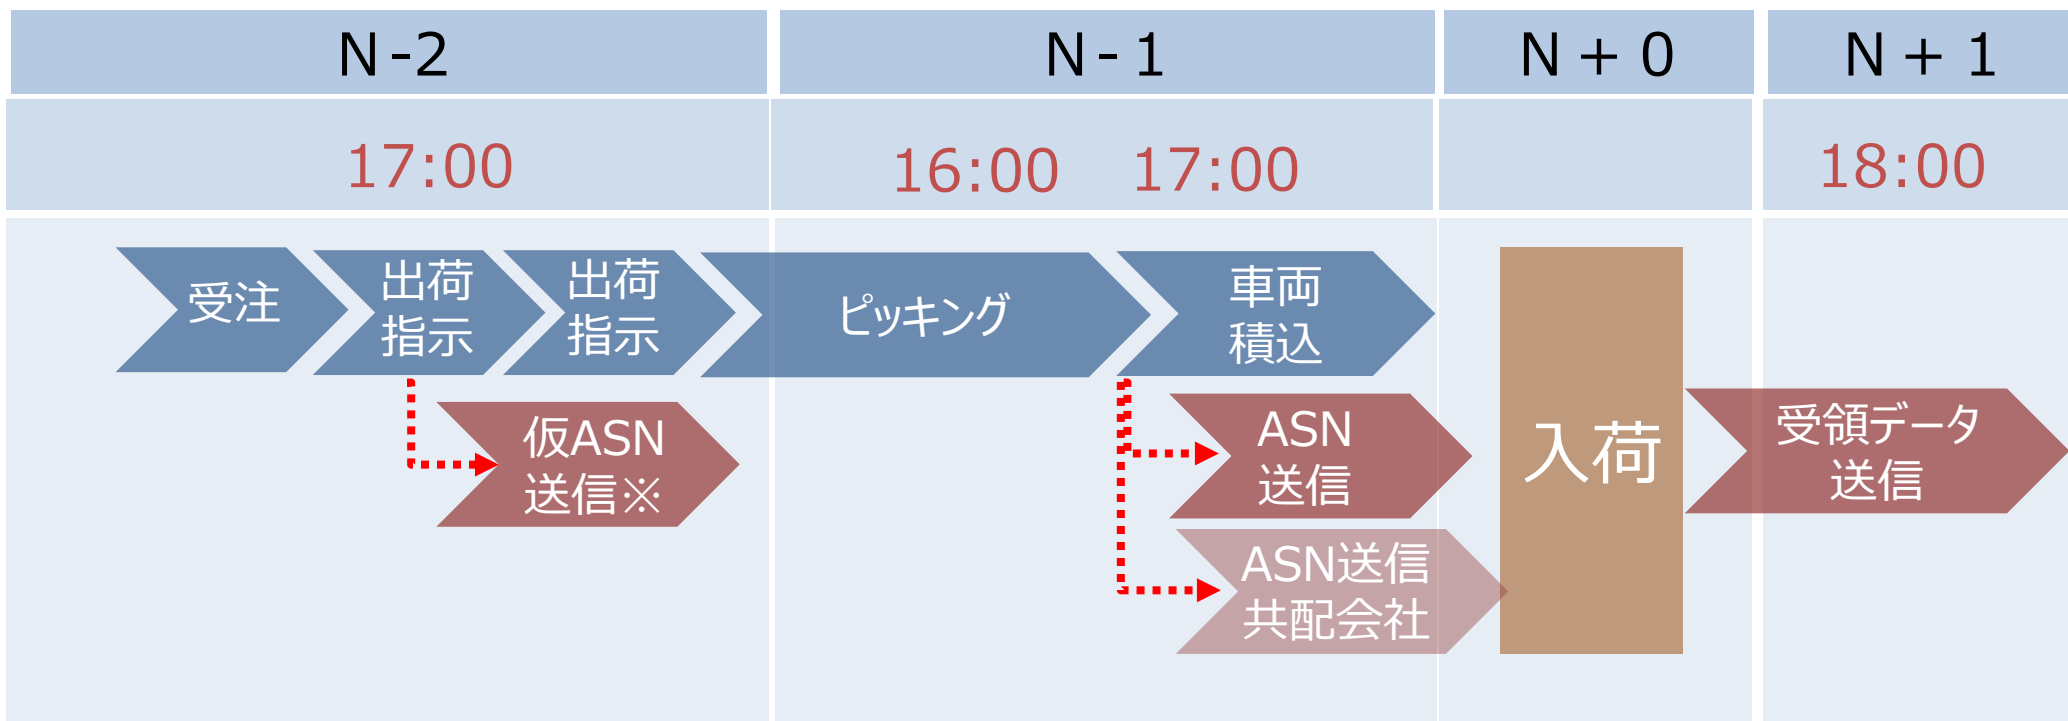 N-2
N-1
N+0
N+1
17:00
16:00
17:00
18:00
受注
出荷
指示
出荷
指示
ピッキング
車両
積込
仮ASN
送信※
ASN
送信
ASN送信
共配会社
入荷
受領データ
送信